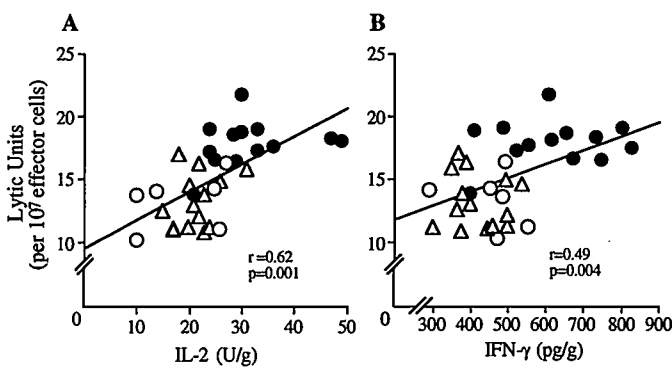 A
B
Lytic Units
(per 10^7 effector cells)
25
20
15
10
0
10
20
30
40
50
IL-2 (U/g)
r=0.62
p=0.001
25
20
15
10
0
300
400
500
600
700
800
900
IFN-γ (pg/g)
r=0.49
p=0.004